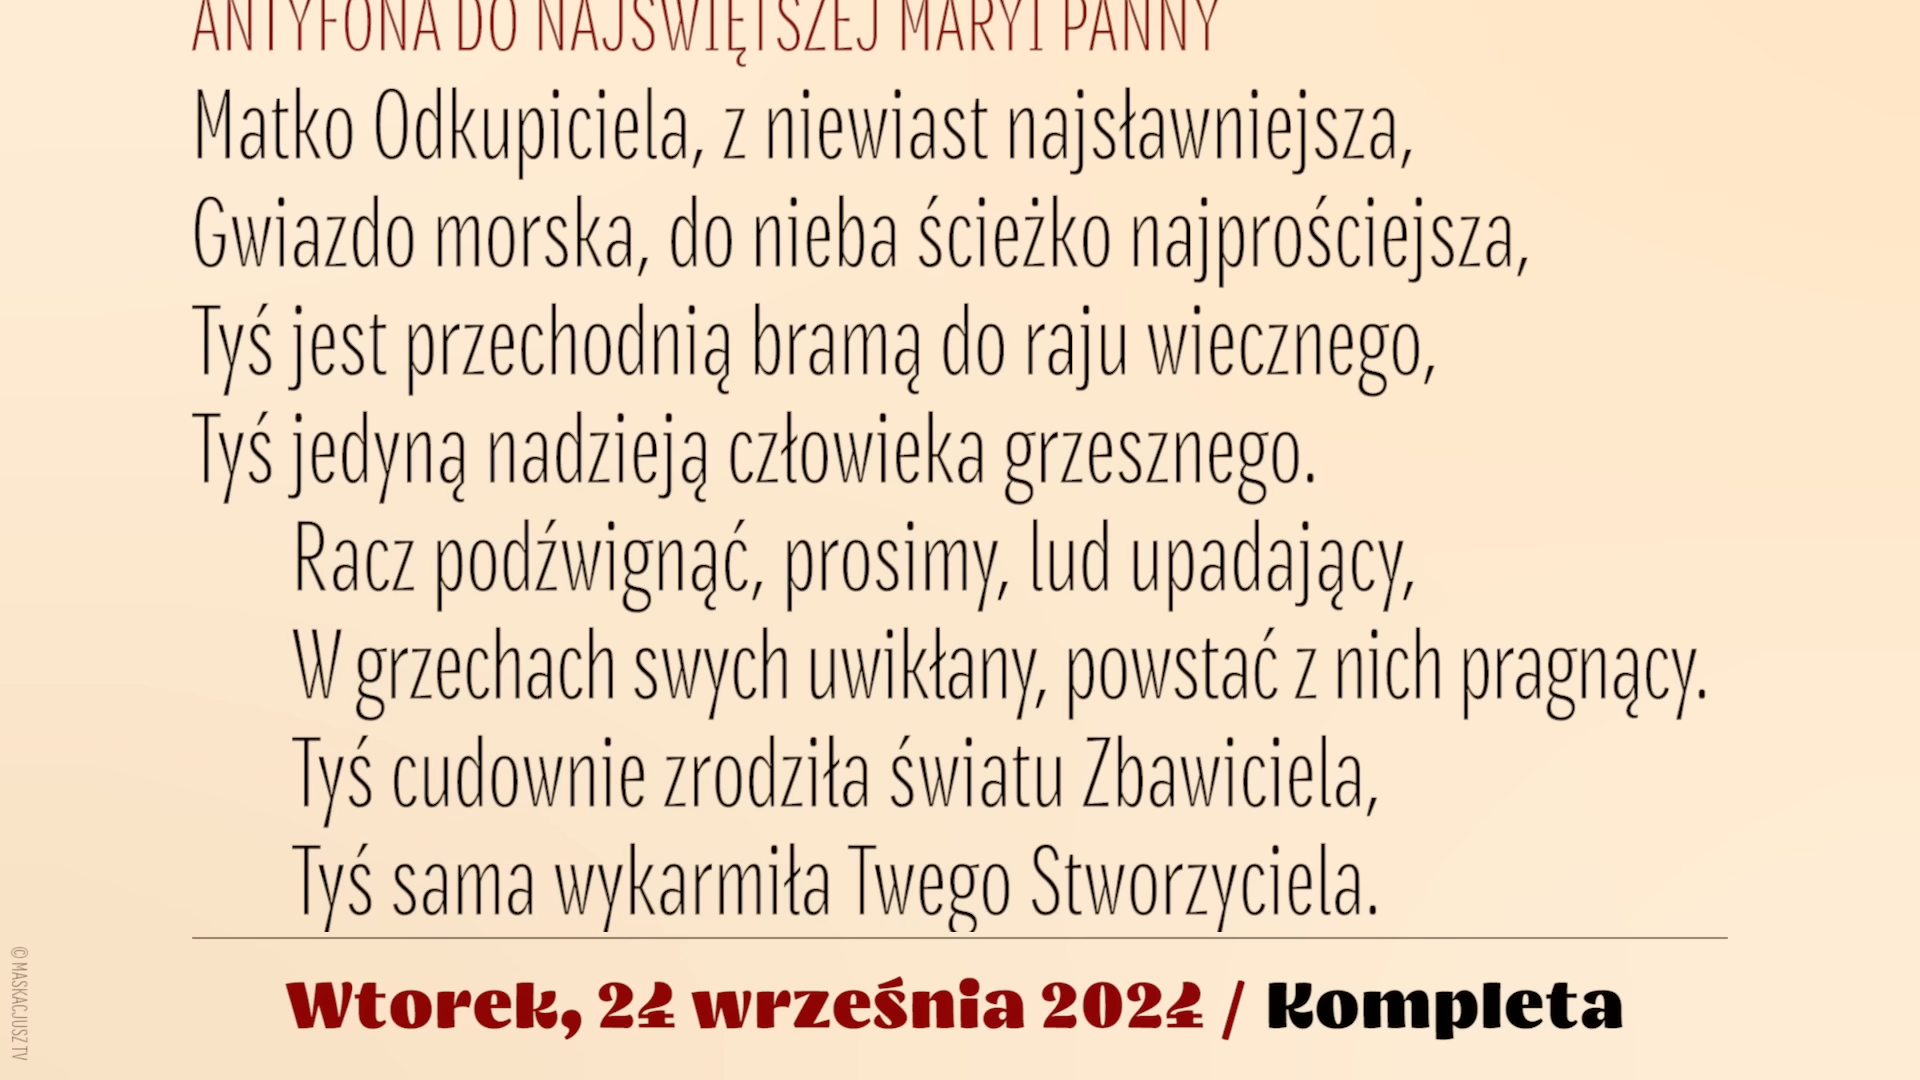 ANTYFONA DO NAJŚWIĘTSZEJ MARYI PANNY
Matko Odkupiciela, z niewiast najsławniejsza,
Gwiazdo morska, do nieba ścieżko najprościejsza,
Tyś jest przechodnią bramą do raju wiecznego,
Tyś jedyną nadzieją człowieka grzesznego.
Racz podźwignąć, prosimy, lud upadający,
W grzechach swych uwikłany, powstać z nich pragnący.
Tyś cudownie zrodziła światu Zbawiciela,
Tyś sama wykarmiła Twego Stworzyciela.
Wtorek, 24 września 2024 / Kompleta
© MASKACJUSZ TV